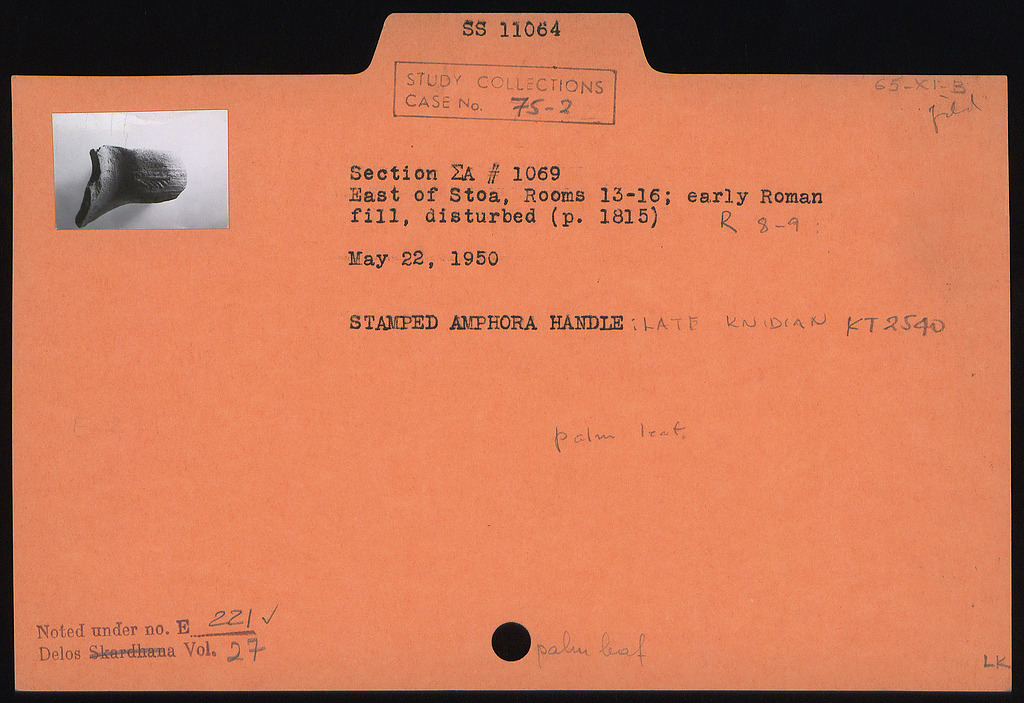 SS 11064
STUDY COLLECTIONS
CASE No. 75-2
65-XI-B
Section ΣA # 1069
East of Stoa, Rooms 13-16; early Roman
fill, disturbed (p. 1815) R 8-9:
May 22, 1950
STAMPED AMPHORA HANDLE: LATE KNIDIAN KT 2540
palm leaf.
Noted under no. E 221 ✓
Delos Skardhana Vol. 27
palm leaf
LK